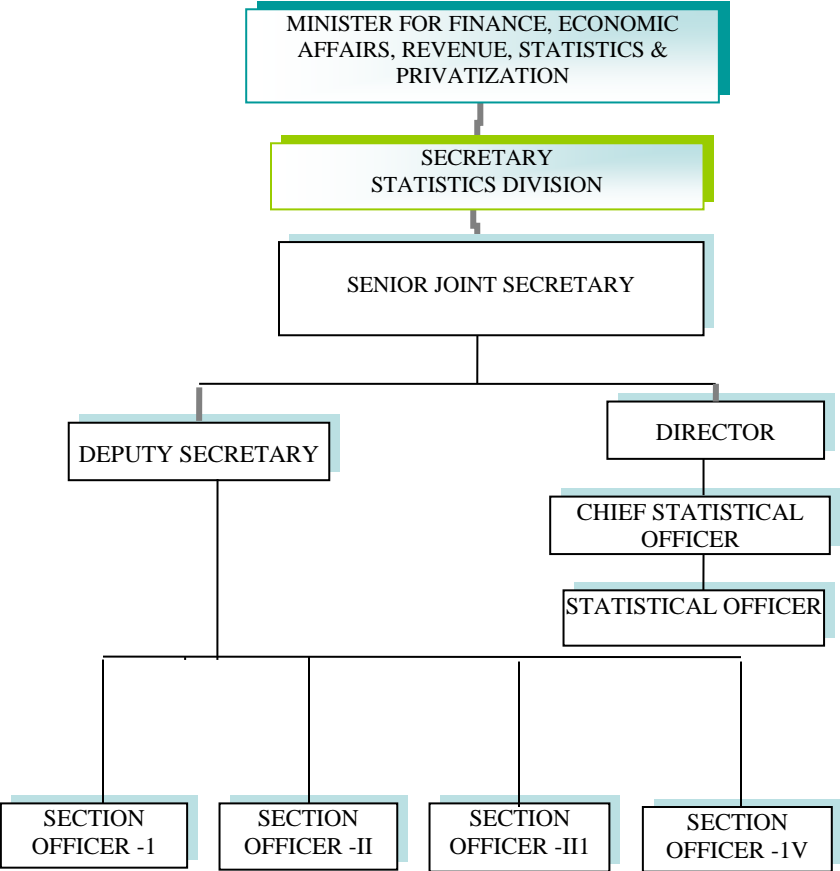 MINISTER FOR FINANCE, ECONOMIC
AFFAIRS, REVENUE, STATISTICS &
PRIVATIZATION
SECRETARY
STATISTICS DIVISION
SENIOR JOINT SECRETARY
DEPUTY SECRETARY
DIRECTOR
CHIEF STATISTICAL
OFFICER
STATISTICAL OFFICER
SECTION
OFFICER -1
SECTION
OFFICER -II
SECTION
OFFICER -II1
SECTION
OFFICER -1V